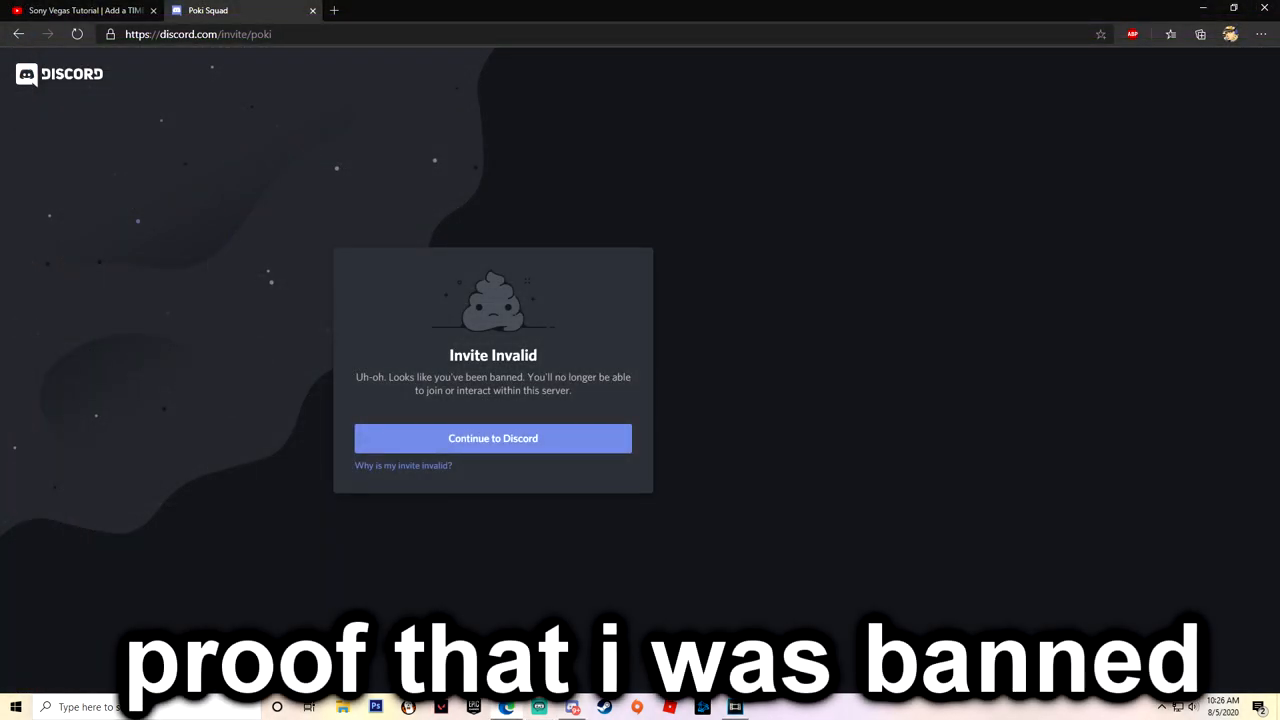 Sony Vegas Tutorial | Add a TIM
Poki Squad
https://discord.com/invite/poki
ABP
DISCORD
Invite Invalid
Uh-oh. Looks like you've been banned. You'll no longer be able
to join or interact within this server.
Continue to Discord
Why is my invite invalid?
proof that i was banned
Type here to s
Ps
EPIC
10:26 AM
8/5/2020
2